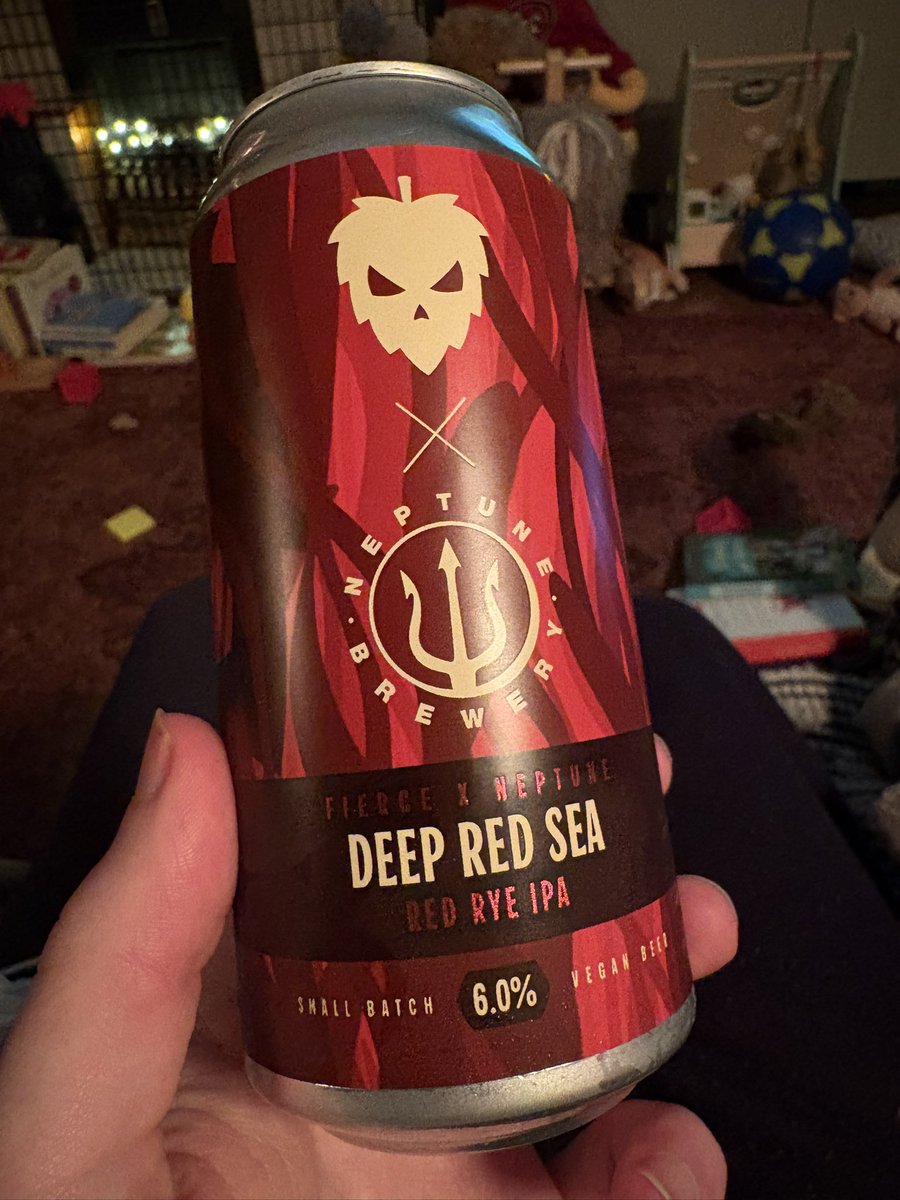 NEPTUNE
BREWERY
FIERCE X NEPTUNE
DEEP RED SEA
RED RYE IPA
SMALL BATCH
6.0%
VEGAN BEER